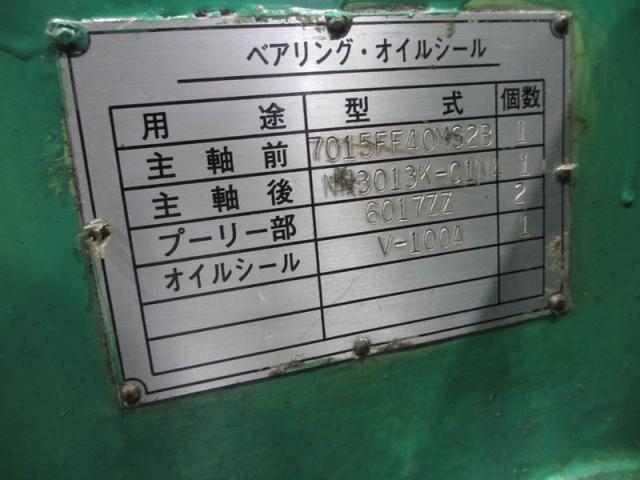 ベアリング・オイルシール
用途 型式 個数
主軸前 7015FF40MS2B 1
主軸後 NN3013K-C1NA 1
プーリー部 6017ZZ 2
オイルシール V-100A 1